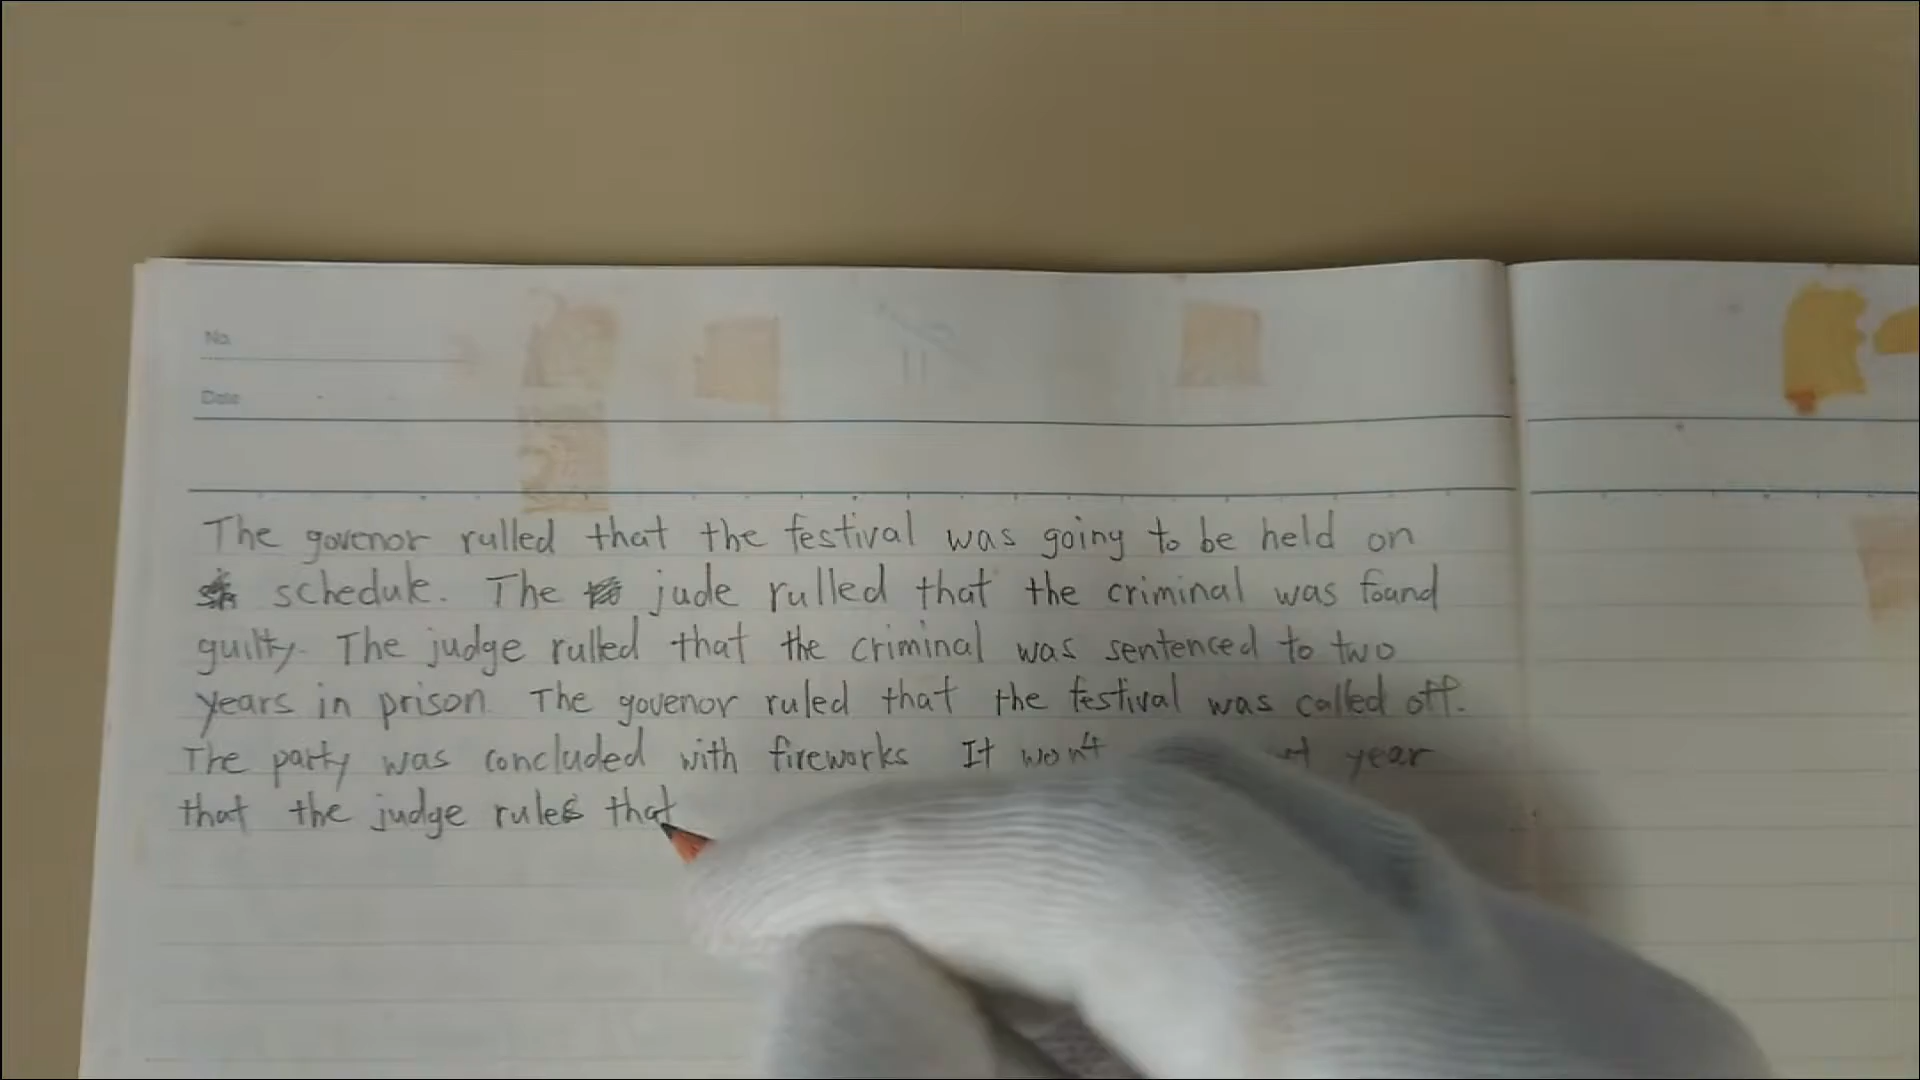 No.
Date
The govenor rulled that the festival was going to be held on
schedule. The jude rulled that the criminal was found
guilty. The judge rulled that the criminal was sentenced to two
years in prison The govenor ruled that the festival was called off.
The party was concluded with fireworks It won't year
that the judge rules that